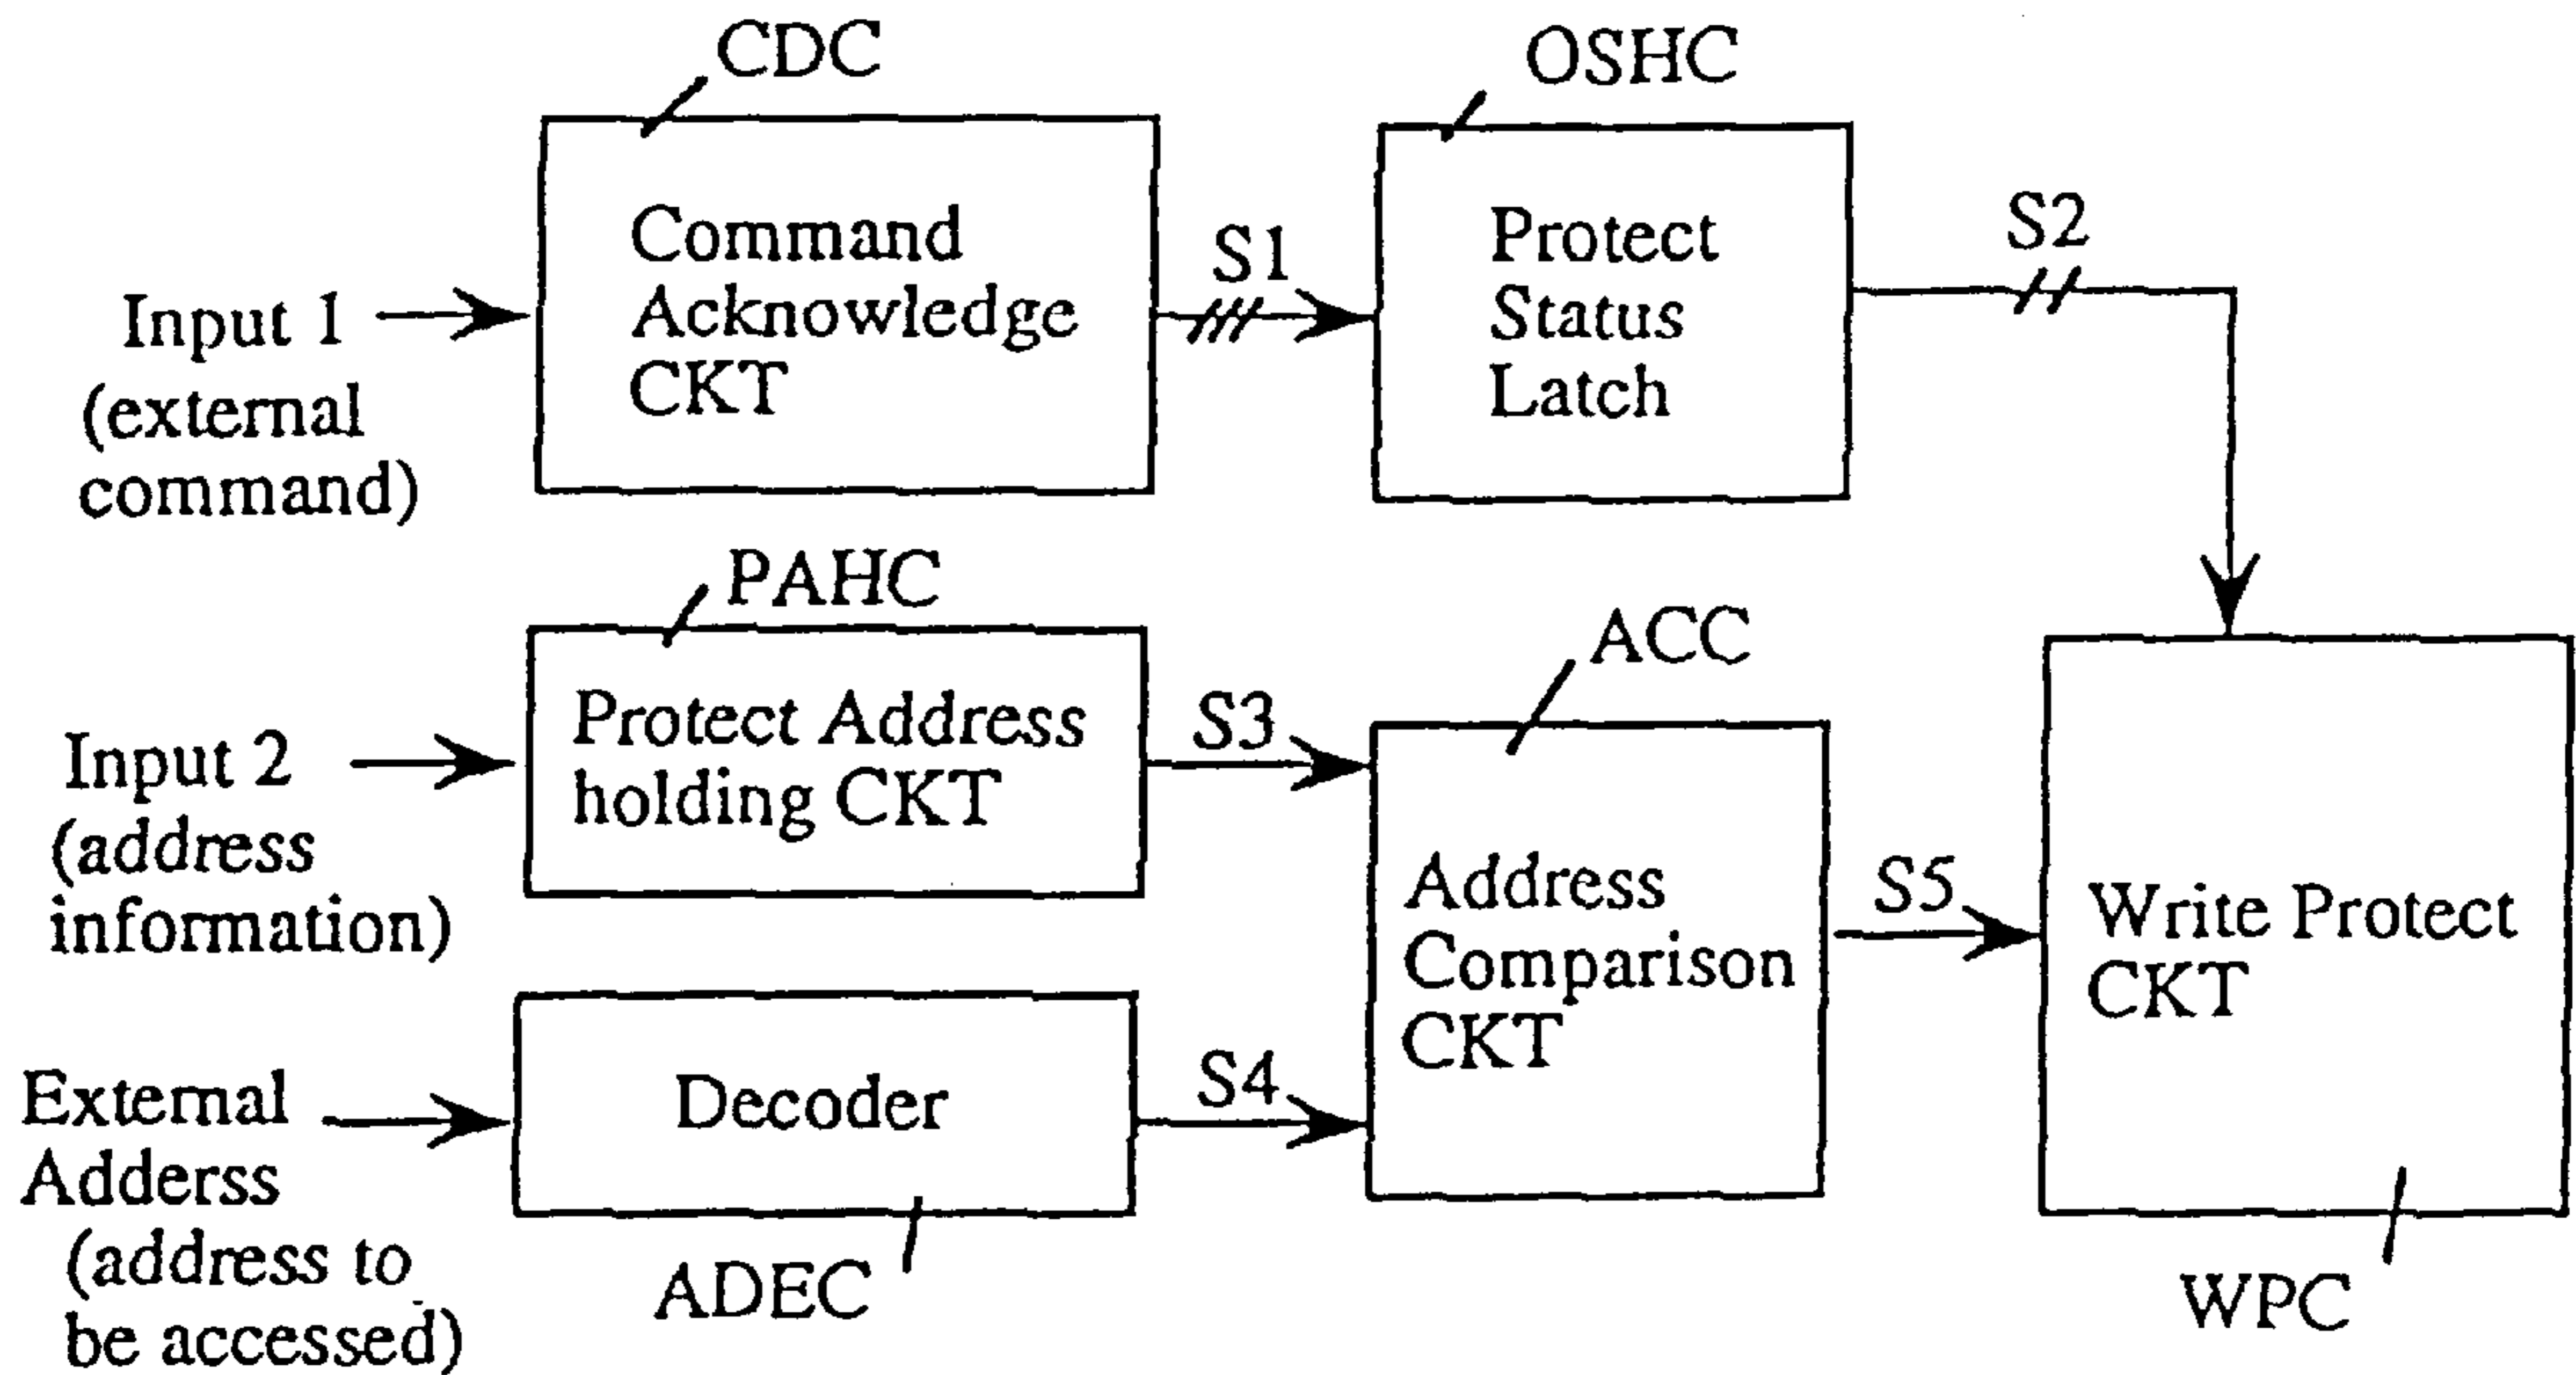 CDC
OSHC
Input 1
(external
command)
Command
Acknowledge
CKT
S1
Protect
Status
Latch
S2
PAHC
ACC
Input 2
(address
information)
Protect Address
holding CKT
S3
Address
Comparison
CKT
S5
Write Protect
CKT
External
Adderss
(address to
be accessed)
Decoder
S4
ADEC
WPC